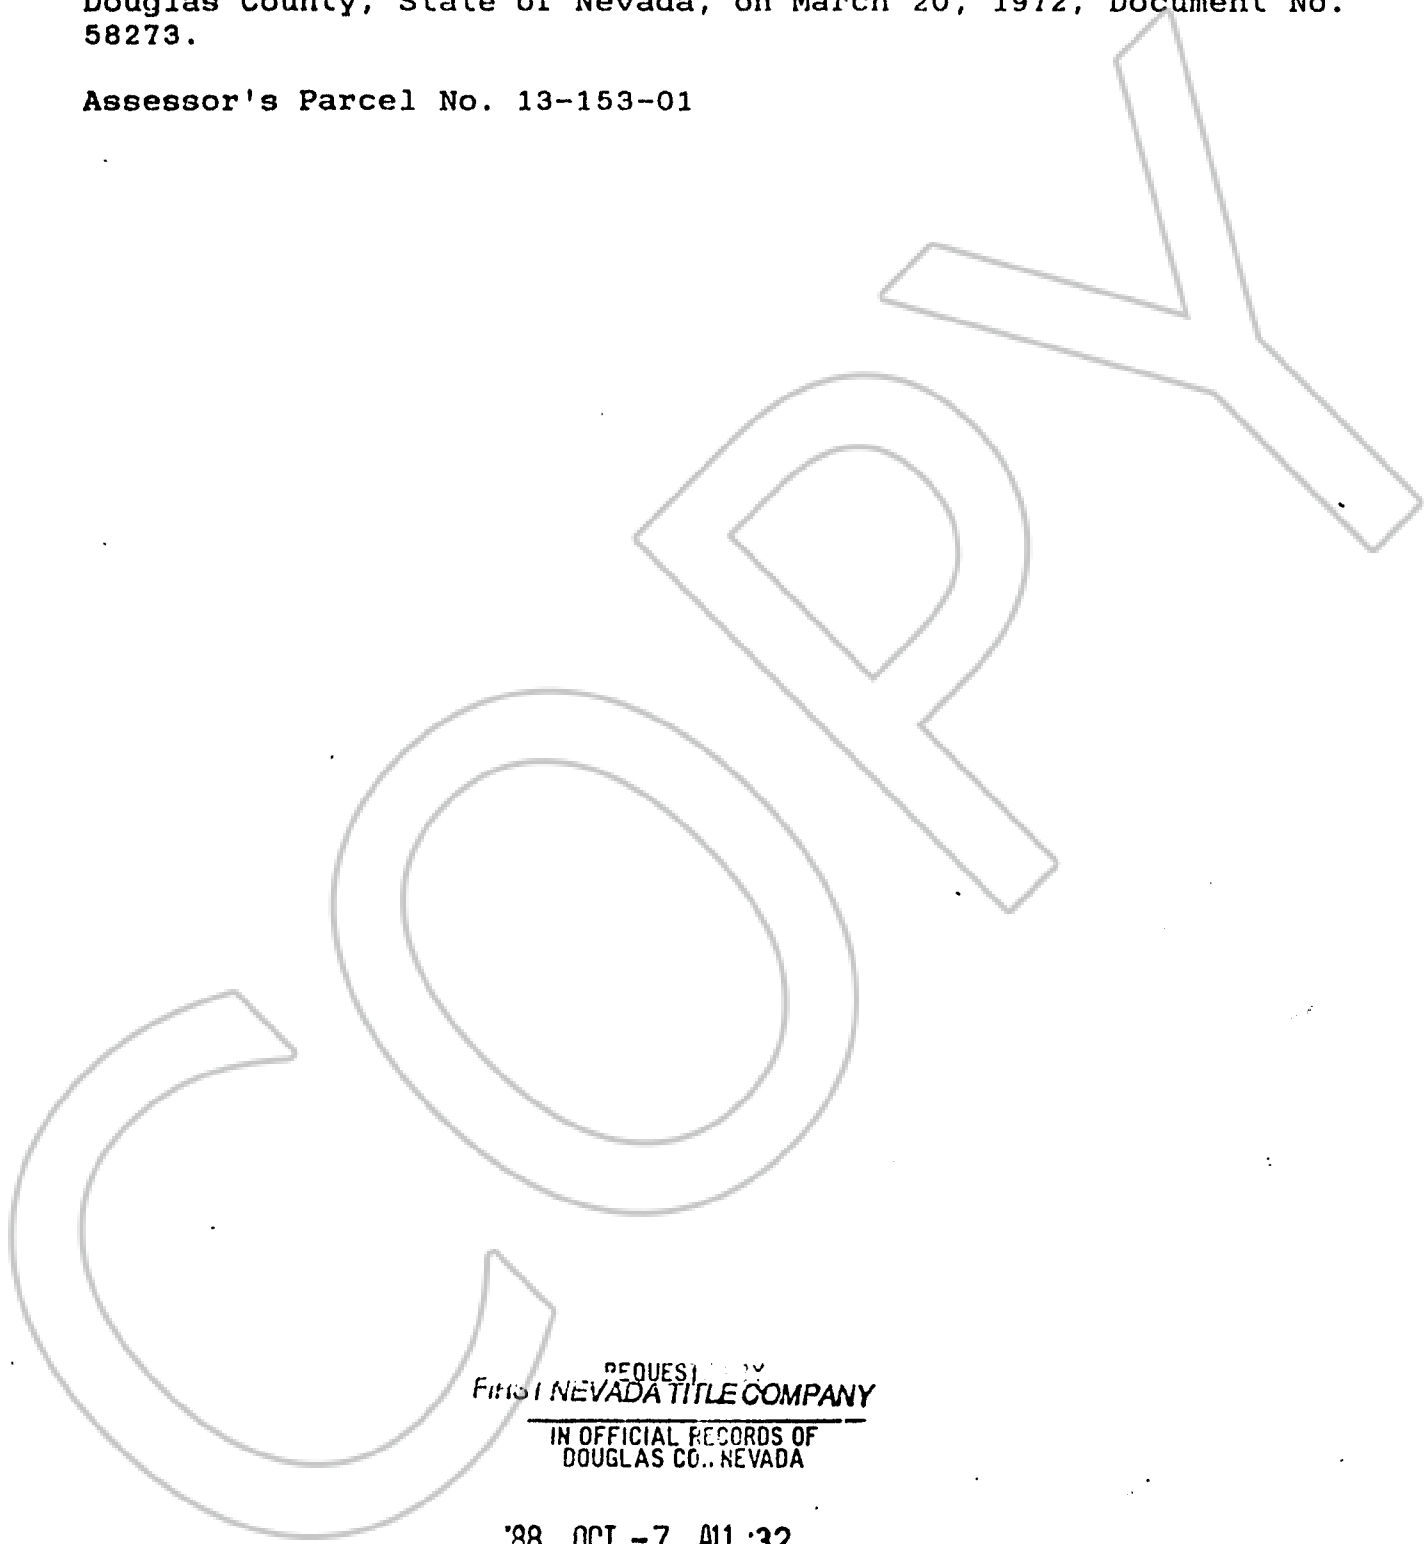 Douglas County, State of Nevada, on March 20, 1972, Document No.
58273.
Assessor's Parcel No. 13-153-01
COPY
FIRST NEVADA TITLE COMPANY
IN OFFICIAL RECORDS OF
DOUGLAS CO., NEVADA
'88 OCT -7 A11:32